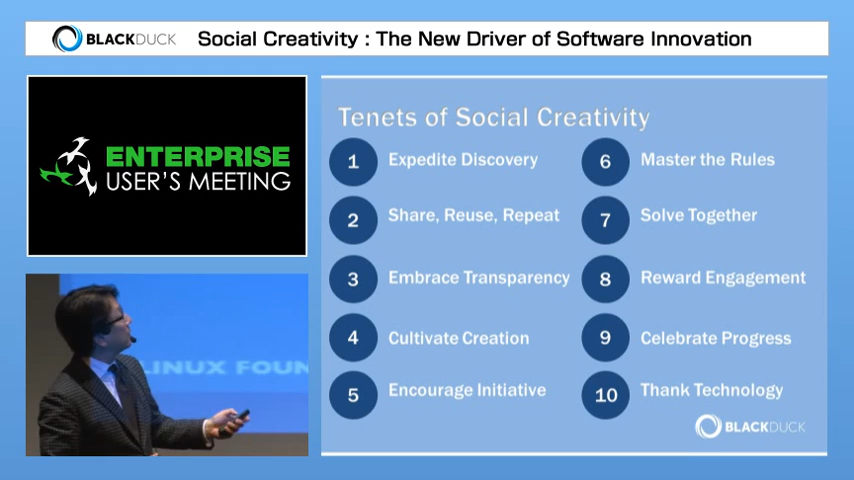 BLACKDUCK Social Creativity : The New Driver of Software Innovation
ENTERPRISE
USER'S MEETING
LINUX FOUN
Tenets of Social Creativity
1 Expedite Discovery
2 Share, Reuse, Repeat
3 Embrace Transparency
4 Cultivate Creation
5 Encourage Initiative
6 Master the Rules
7 Solve Together
8 Reward Engagement
9 Celebrate Progress
10 Thank Technology
BLACKDUCK